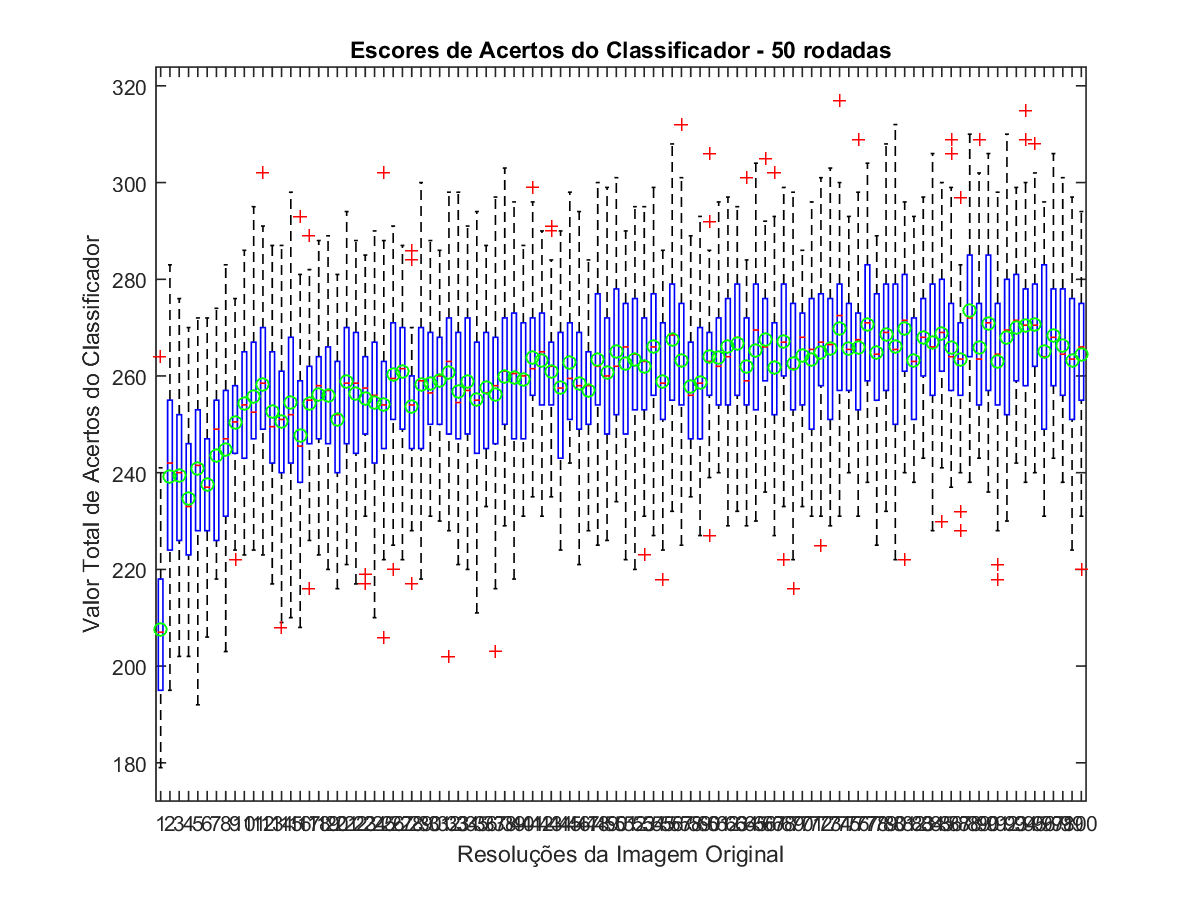 Escores de Acertos do Classificador - 50 rodadas
Valor Total de Acertos do Classificador
320
300
280
260
240
220
200
180
Resoluções da Imagem Original